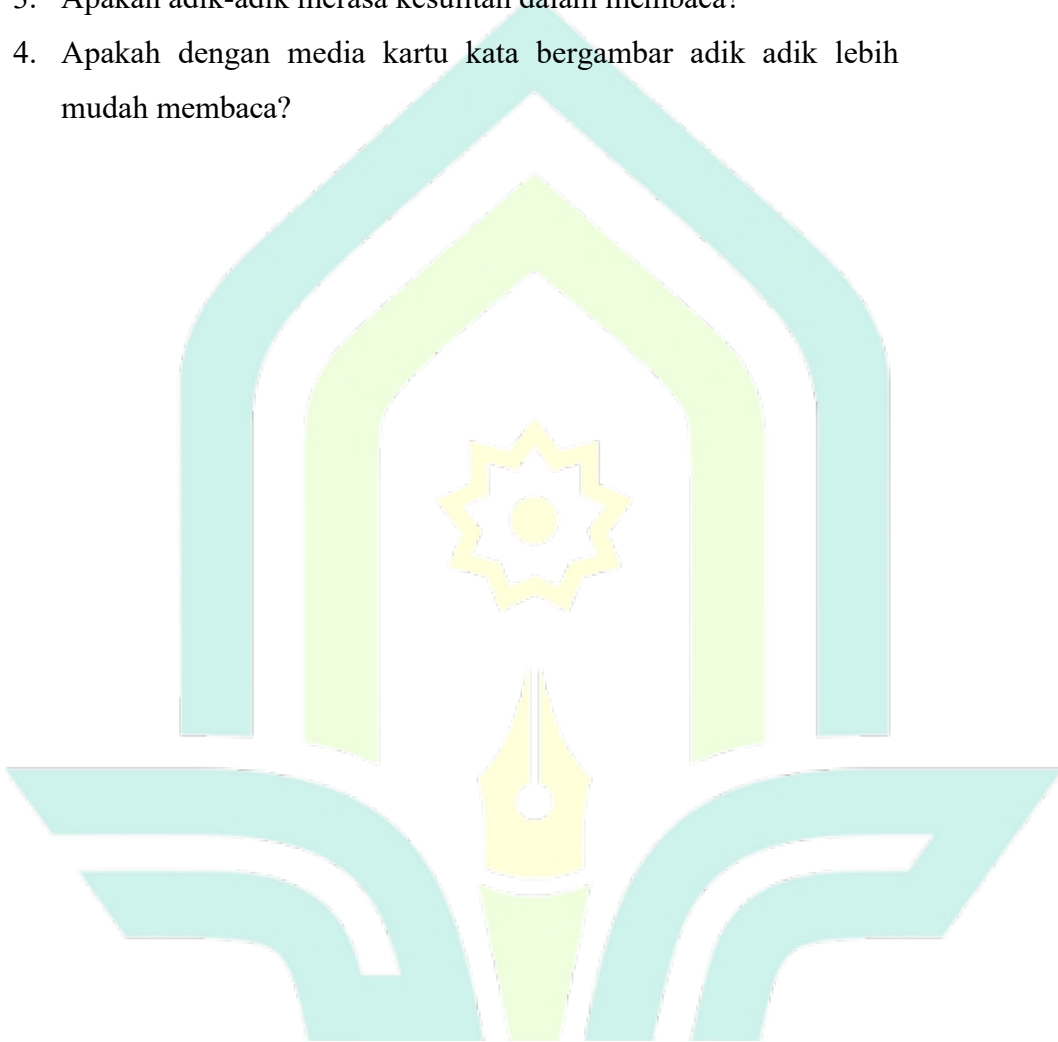 3. Apakah adik-adik merasa kesulitan dalam membaca?
4. Apakah dengan media kartu kata bergambar adik adik lebih
mudah membaca?